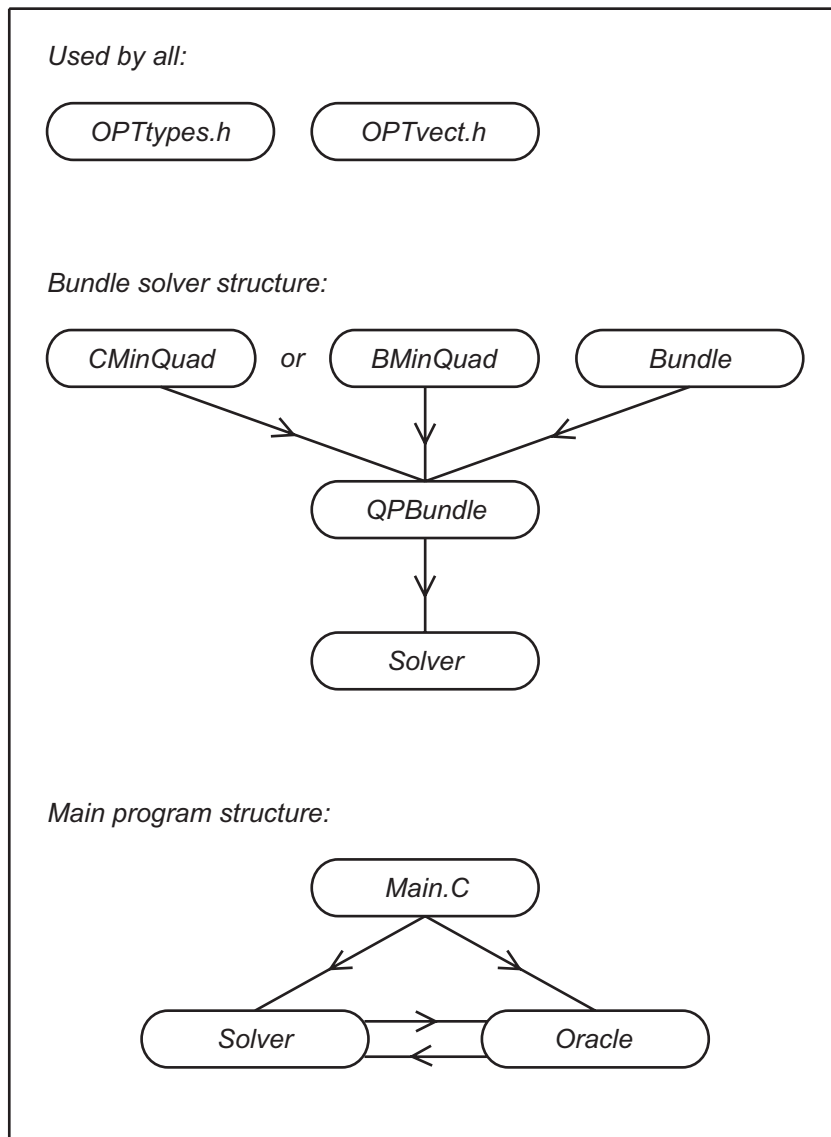 Used by all:
OPTtypes.h OPTvect.h
Bundle solver structure:
CMinQuad or BMinQuad Bundle
QPBundle
Solver
Main program structure:
Main.C
Solver Oracle